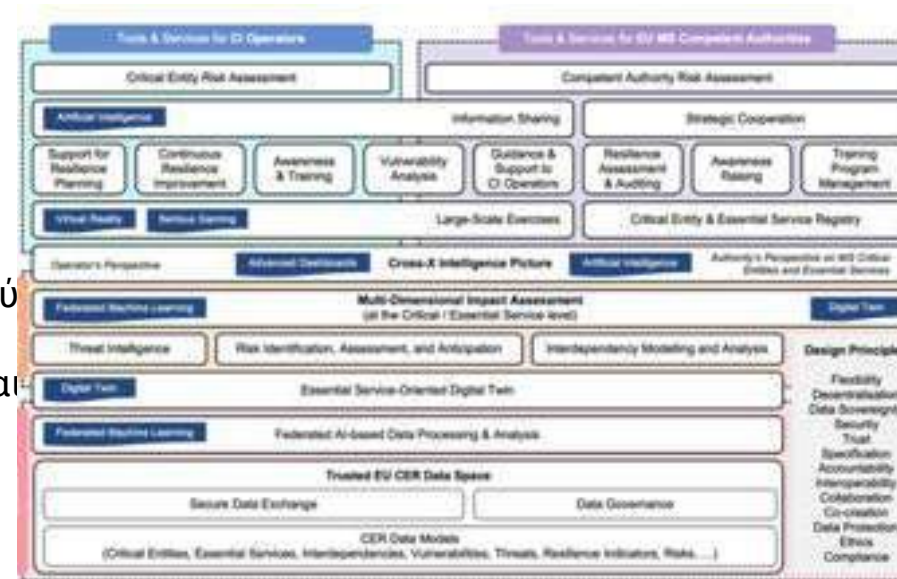 Tools & Services for CI Operators
Tools & Services for EU MS Competent Authorities
Critical Entity Risk Assessment
Competent Authority Risk Assessment
Artificial Intelligence
Information Sharing
Strategic Cooperation
Support for
Resilience
Planning
Continuous
Resilience
Improvement
Awareness
& Training
Vulnerability
Analysis
Guidance &
Support to
CI Operators
Resilience
Assessment
& Auditing
Awareness
Raising
Training
Program
Management
Virtual Reality
Serious Gaming
Large-Scale Exercises
Critical Entity & Essential Service Registry
Operator's Perspective
Advanced Dashboards
Cross-X Intelligence Picture
Artificial Intelligence
Authority's Perspective on MS Critical
Entities and Essential Services
ύ
Federated Machine Learning
Multi-Dimensional Impact Assessment
(at the Critical / Essential Service level)
Digital Twin
Threat Intelligence
Risk Identification, Assessment, and Anticipation
Interdependency Modelling and Analysis
αι
Digital Twin
Essential Service-Oriented Digital Twin
Federated Machine Learning
Federated AI-based Data Processing & Analysis
Trusted EU CER Data Space
Secure Data Exchange
Data Governance
CER Data Models
(Critical Entities, Essential Services, Interdependencies, Vulnerabilities, Threats, Resilience Indicators, Risks, ...)
Design Principle
Flexibility
Decentralisation
Data Sovereignty
Security
Trust
Specification
Accountability
Interoperability
Collaboration
Co-creation
Data Protection
Ethics
Compliance